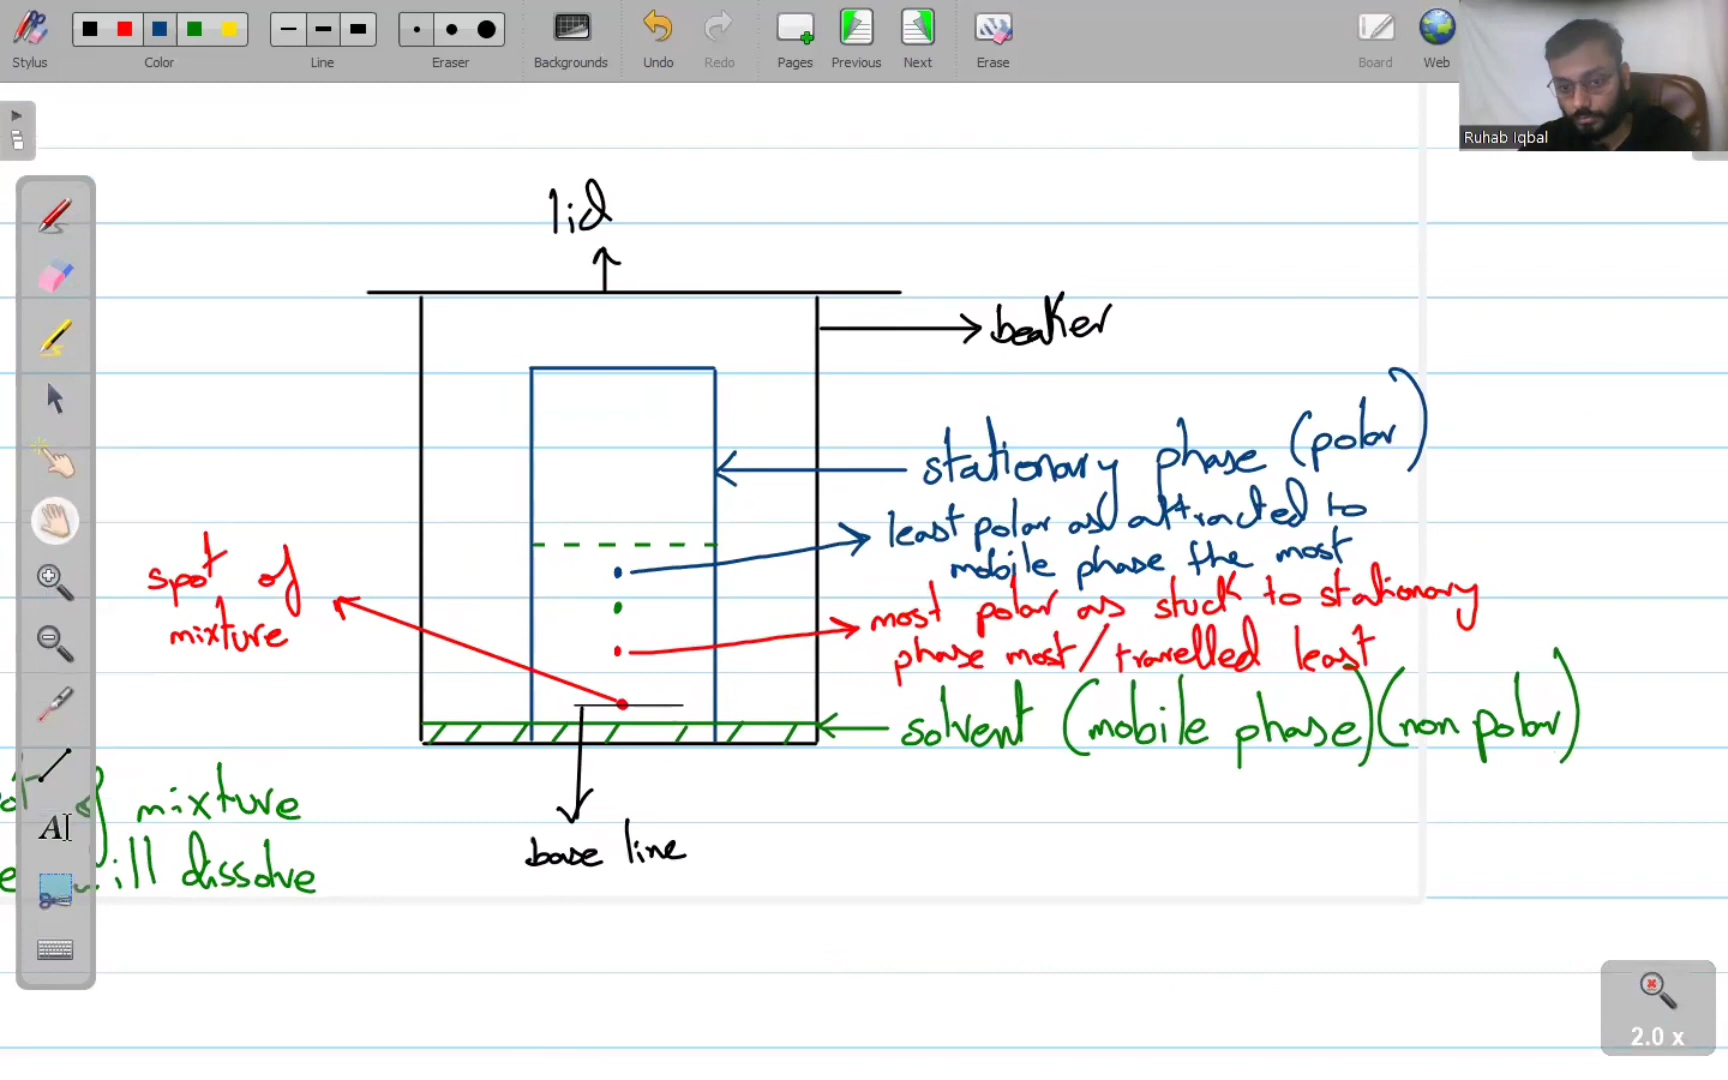 Stylus
Color
Line
Eraser
Backgrounds
Undo
Redo
Pages
Previous
Next
Erase
Board
Web
Ruhab Iqbal
lid
beaker
stationary phase (polar)
least polar as attracted to
mobile phase the most
spot of
mixture
most polar as stuck to stationary
phase most/travelled least
solvent (mobile phase)(non polar)
mixture
will dissolve
base line
AI
2.0 x